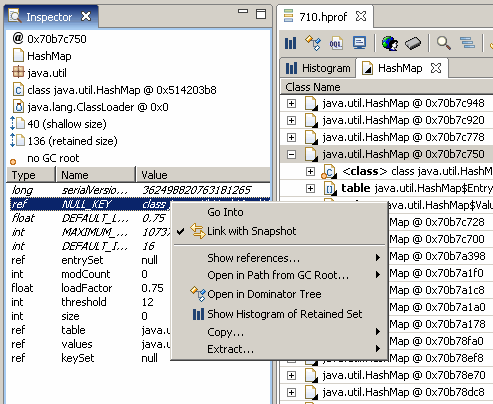 Inspector
@ 0x70b7c750
HashMap
java.util
class java.util.HashMap @ 0x514203b8
java.lang.ClassLoader @ 0x0
40 (shallow size)
136 (retained size)
no GC root
Type Name Value
long serialVersio... 362498820763181265
ref NULL_KEY class
float DEFAULT_L... 0.75
int MAXIMUM_... 10737
int DEFAULT_I... 16
ref entrySet null
int modCount 0
float loadFactor 0.75
int threshold 12
int size 0
ref table java.u
ref values java.u
ref keySet null
Go Into
Link with Snapshot
Show references...
Open in Path from GC Root...
Open in Dominator Tree
Show Histogram of Retained Set
Copy...
Extract...
710.hprof
OQL
Histogram
HashMap
Class Name
java.util.HashMap @ 0x70b7c948
java.util.HashMap @ 0x70b7c920
java.util.HashMap @ 0x70b7c778
java.util.HashMap @ 0x70b7c750
<class> class java.util.HashM
table java.util.HashMap$Entry
java.util.HashMap$Value
0x70b7c728
0x70b7c700
0x70b7a398
0x70b7a1f0
0x70b7a1c8
0x70b7a1a0
0x70b7a178
0x70b78fa0
0x70b78ef8
java.util.HashMap @ 0x70b78e70
java.util.HashMap @ 0x70b78dc8